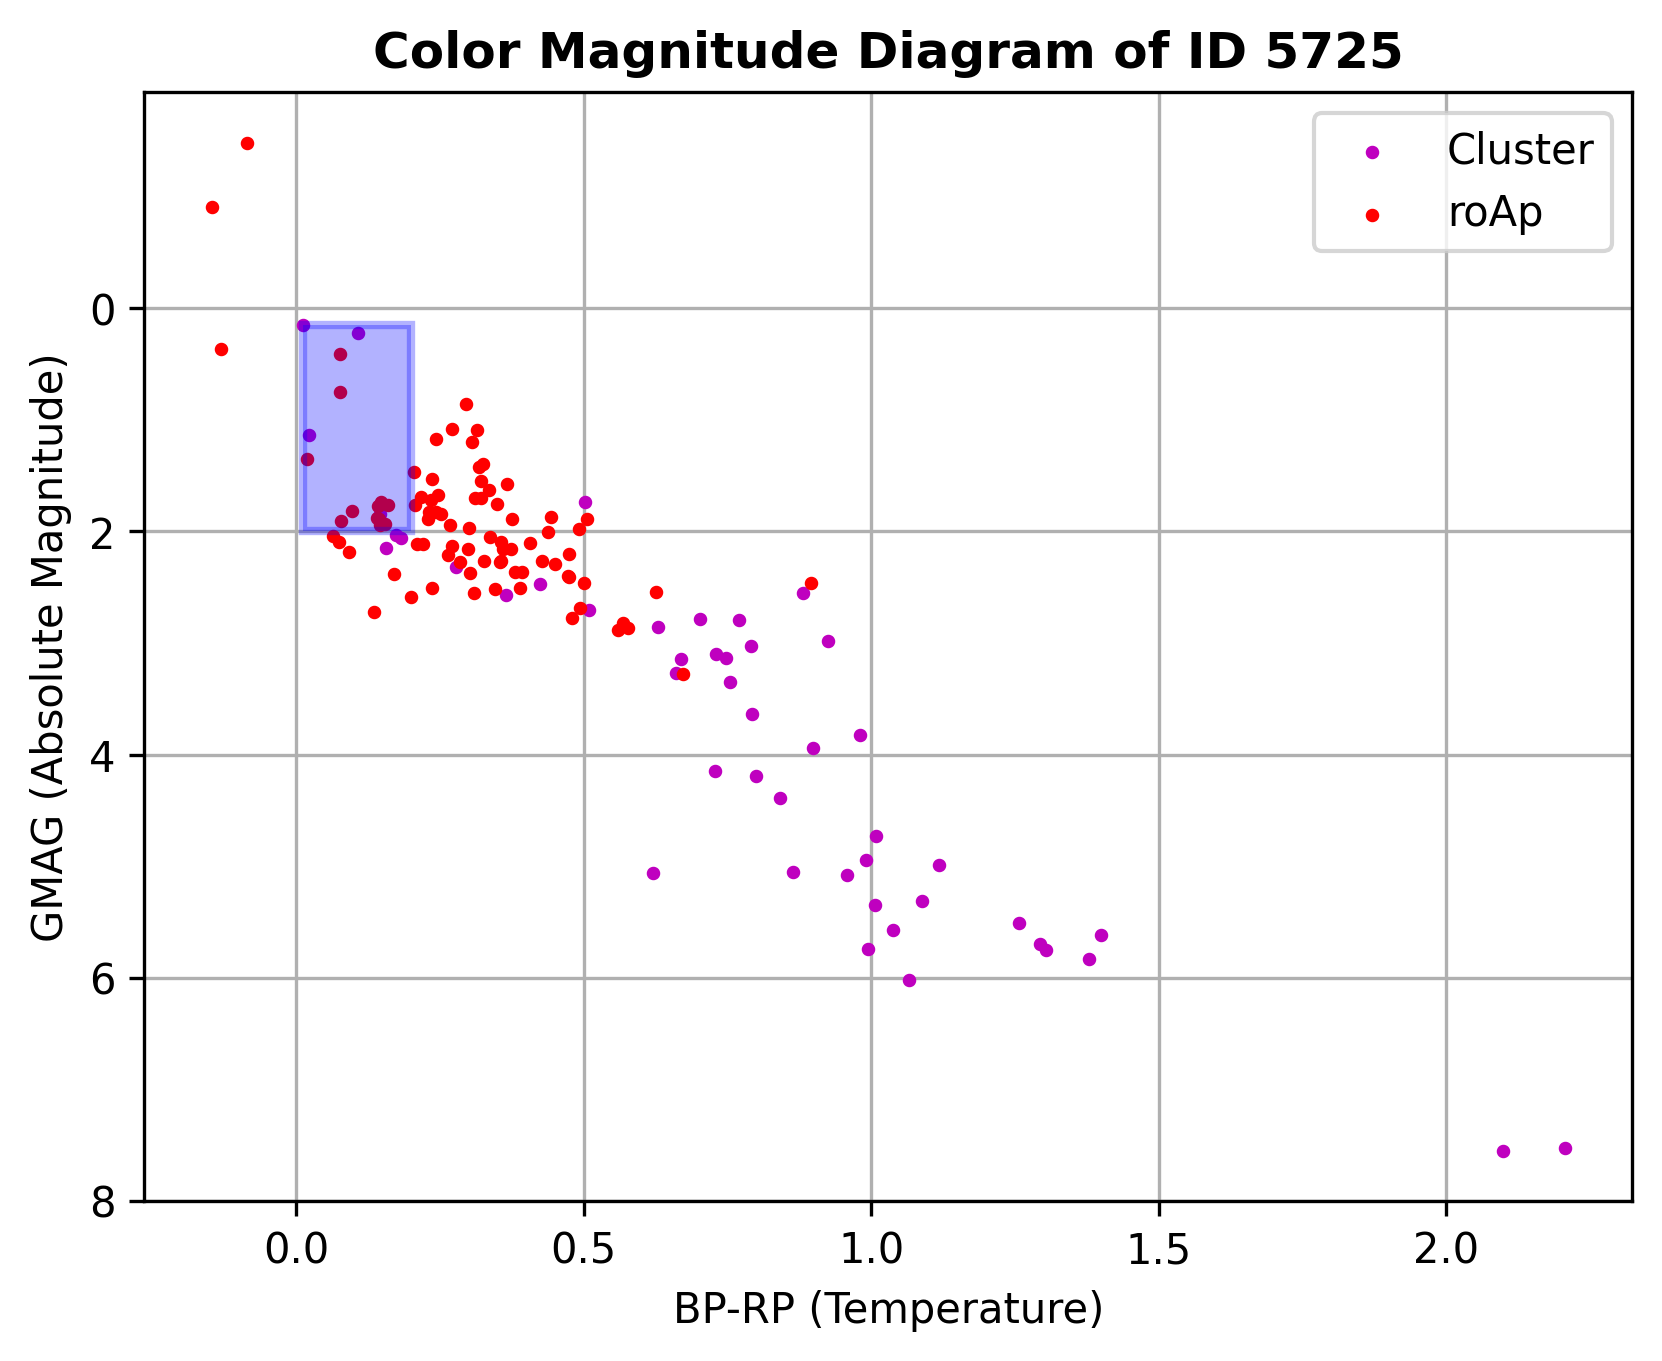 Color Magnitude Diagram of ID 5725
Cluster
roAp
GMAG (Absolute Magnitude)
0
2
4
6
8
0.0 0.5 1.0 1.5 2.0
BP-RP (Temperature)